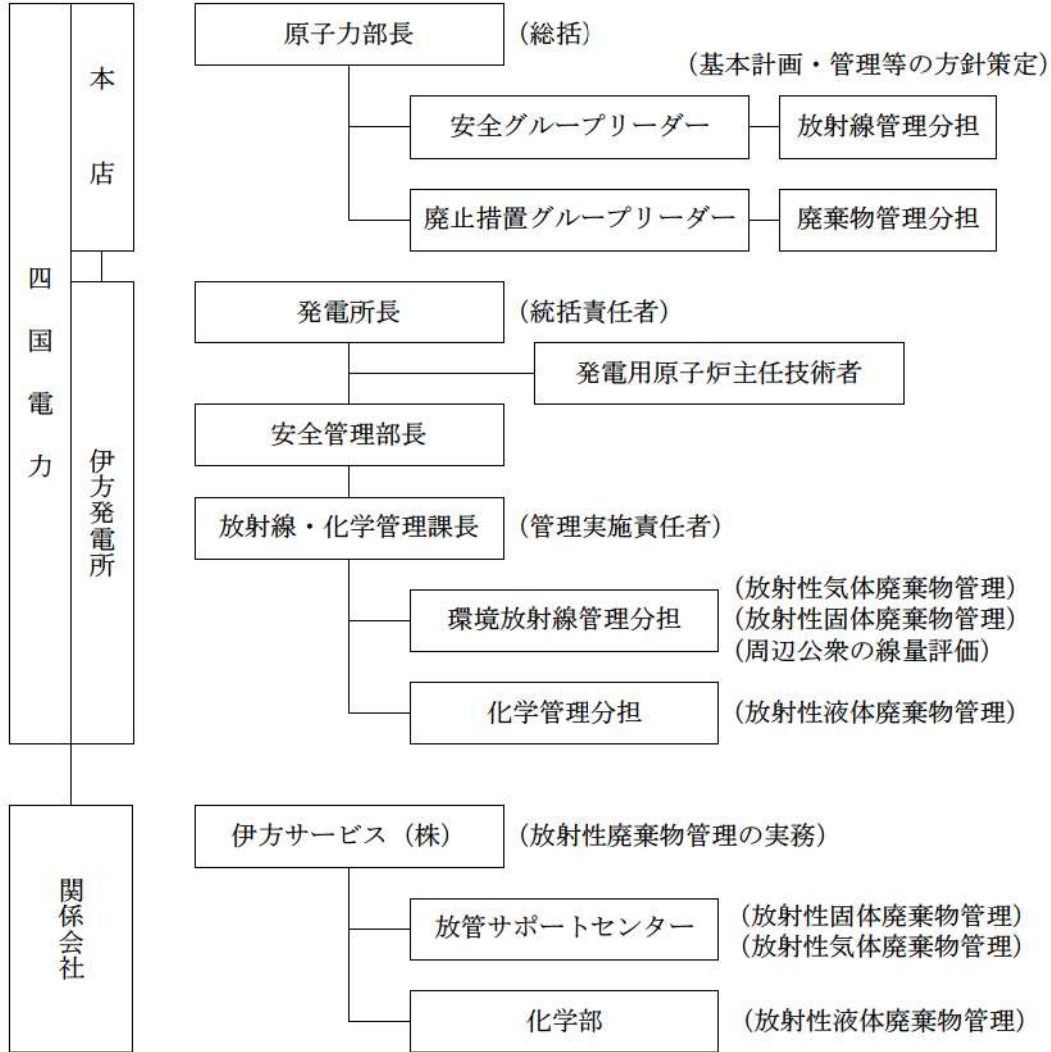 四国電力
本店
原子力部長 (総括)
(基本計画・管理等の方針策定)
安全グループリーダー 放射線管理分担
廃止措置グループリーダー 廃棄物管理分担
伊方発電所
発電所長 (統括責任者)
発電用原子炉主任技術者
安全管理部長
放射線・化学管理課長 (管理実施責任者)
環境放射線管理分担
(放射性気体廃棄物管理)
(放射性固体廃棄物管理)
(周辺公衆の線量評価)
化学管理分担 (放射性液体廃棄物管理)
関係会社
伊方サービス (株) (放射性廃棄物管理の実務)
放管サポートセンター
(放射性固体廃棄物管理)
(放射性気体廃棄物管理)
化学部 (放射性液体廃棄物管理)